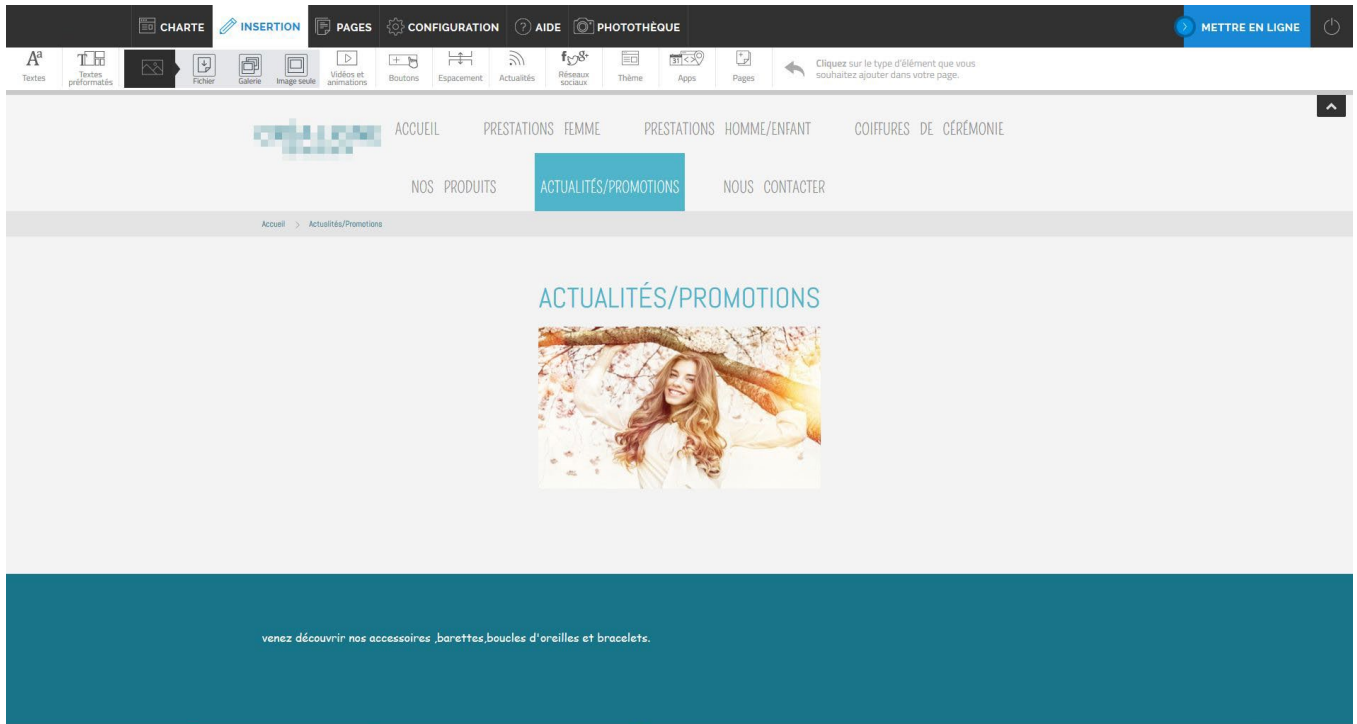 CHARTE INSERTION PAGES CONFIGURATION AIDE PHOTOTHÈQUE METTRE EN LIGNE
Aa
Textes
Textes
préformatés
Fichier
Galerie
Image seule
Vidéos et
animations
Boutons
Espacement
Actualités
Réseaux
sociaux
Thème
31
Apps
Pages
Cliquez sur le type d'élément que vous
souhaitez ajouter dans votre page.
ACCUEIL PRESTATIONS FEMME PRESTATIONS HOMME/ENFANT COIFFURES DE CÉRÉMONIE
NOS PRODUITS ACTUALITÉS/PROMOTIONS NOUS CONTACTER
Accueil > Actualités/Promotions
ACTUALITÉS/PROMOTIONS
venez découvrir nos accessoires ,barettes,boucles d'oreilles et bracelets.